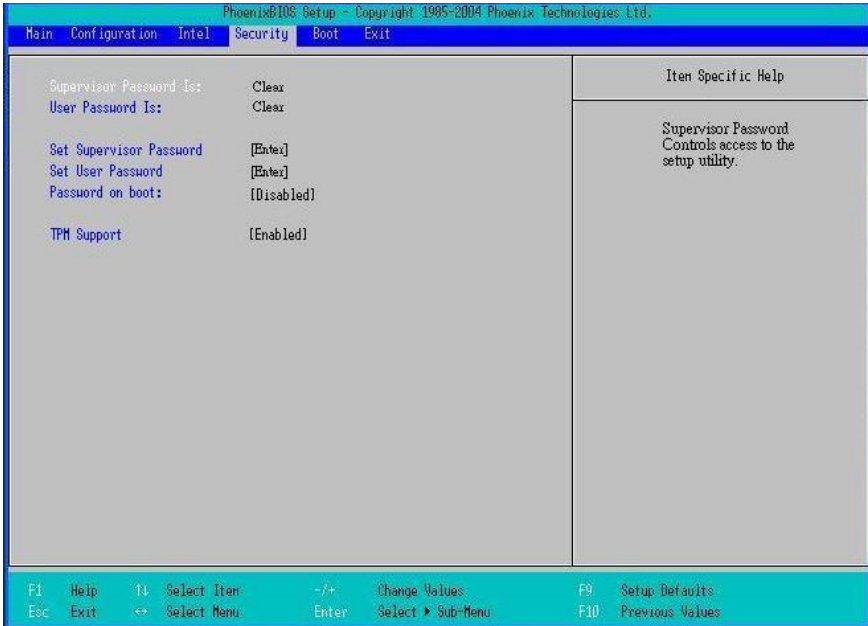 PhoenixBIOS Setup - Copyright 1985-2004 Phoenix Technologies Ltd.
Main Configuration Intel Security Boot Exit
Item Specific Help
Supervisor Password Is: Clear
User Password Is: Clear
Set Supervisor Password [Enter]
Set User Password [Enter]
Password on boot: [Disabled]
TPM Support [Enabled]
Supervisor Password
Controls access to the
setup utility.
F1 Help ↑↓ Select Item -/+ Change Values F9 Setup Defaults
Esc Exit ↔ Select Menu Enter Select ▶ Sub-Menu F10 Previous Values